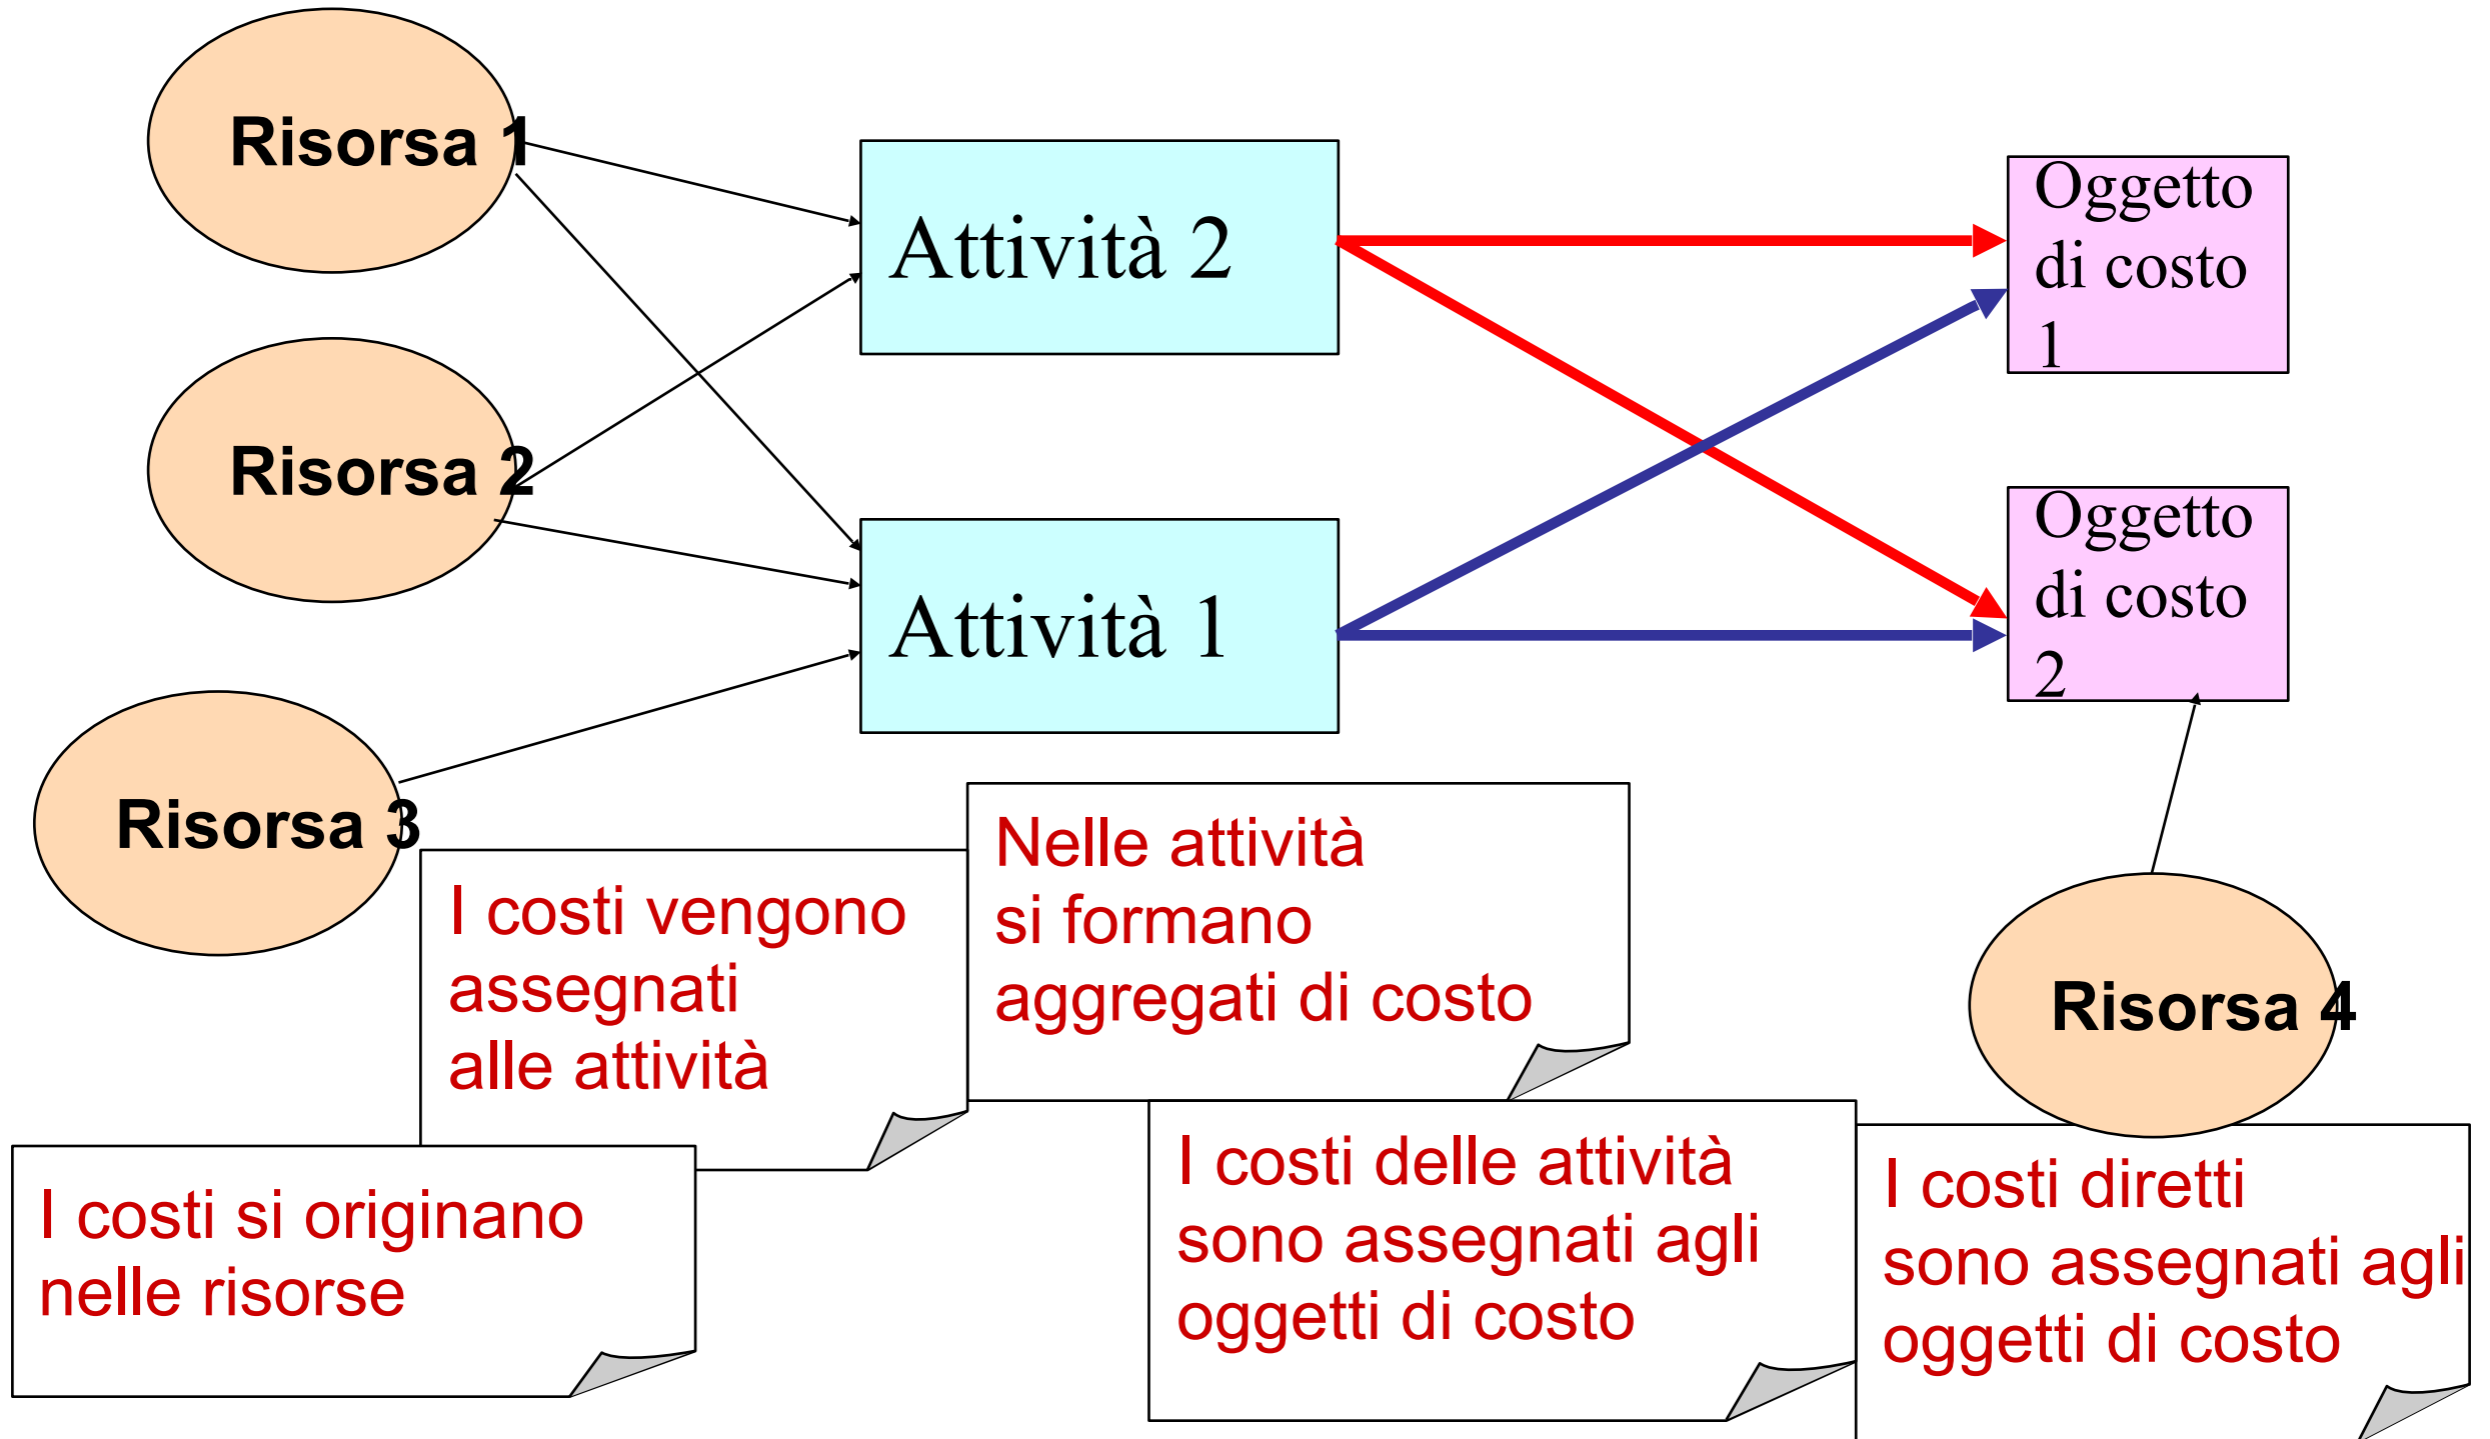 Risorsa 1
Attività 2
Oggetto
di costo
1
Risorsa 2
Attività 1
Oggetto
di costo
2
Risorsa 3
Nelle attività
si formano
aggregati di costo
I costi vengono
assegnati
alle attività
Risorsa 4
I costi si originano
nelle risorse
I costi delle attività
sono assegnati agli
oggetti di costo
I costi diretti
sono assegnati agli
oggetti di costo